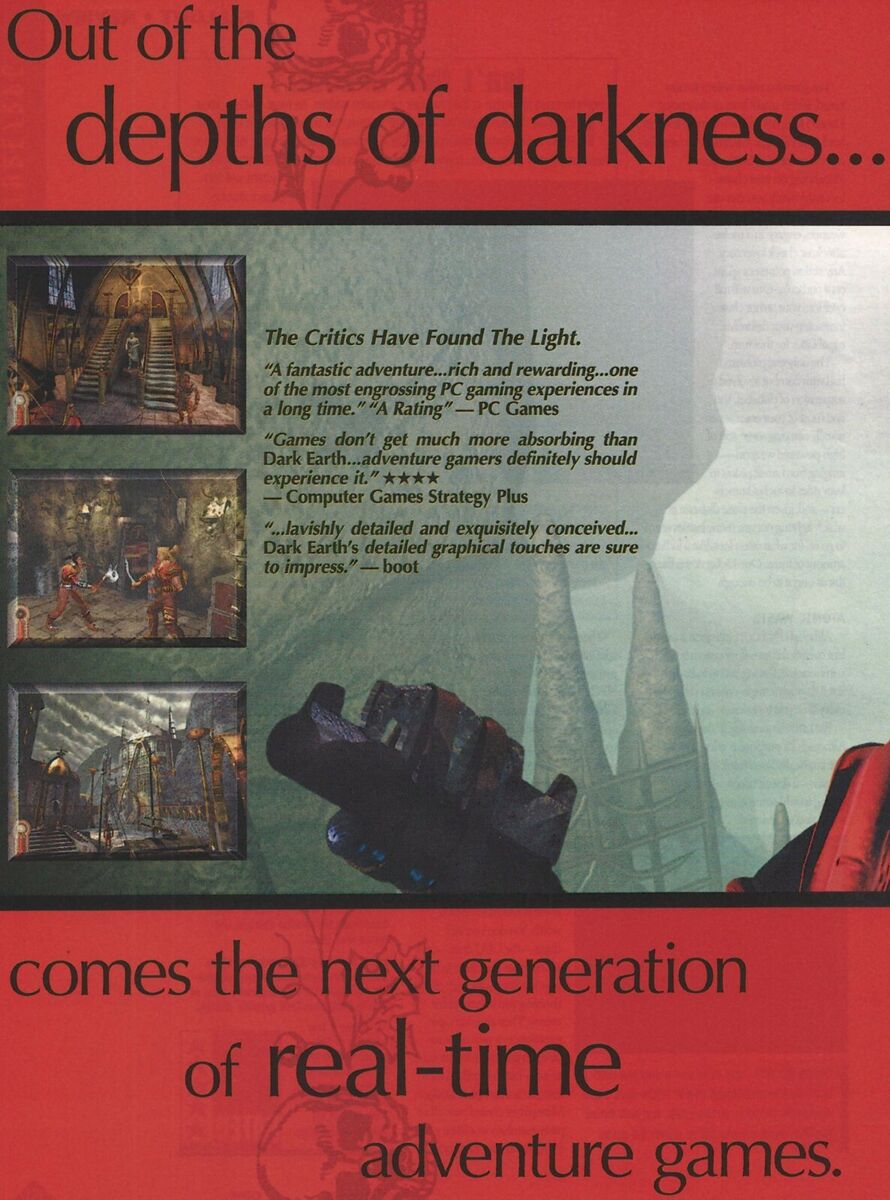 Out of the
depths of darkness...
The Critics Have Found The Light.
“A fantastic adventure...rich and rewarding...one
of the most engrossing PC gaming experiences in
a long time.” “A Rating” — PC Games
“Games don’t get much more absorbing than
Dark Earth...adventure gamers definitely should
experience it.” ★★★★
— Computer Games Strategy Plus
“...lavishly detailed and exquisitely conceived...
Dark Earth’s detailed graphical touches are sure
to impress.” — boot
comes the next generation
of real-time
adventure games.